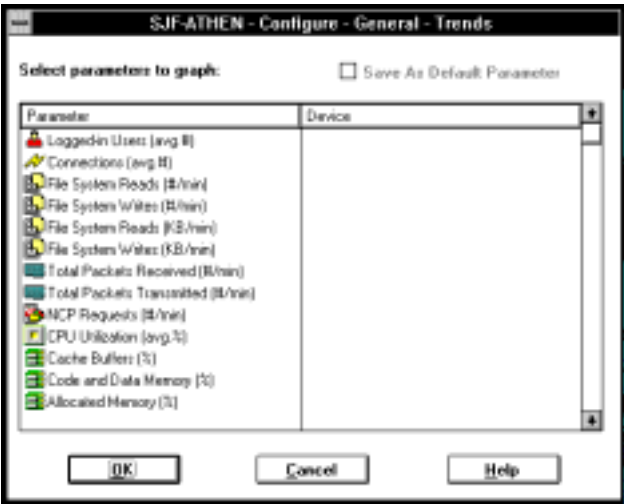 SJF-ATHEN - Configure - General - Trends
Select parameters to graph:
Save As Default Parameter
Parameter Device
Logged-in Users (avg #)
Connections (avg #)
File System Reads (#/min)
File System Writes (#/min)
File System Reads (KB/min)
File System Writes (KB/min)
Total Packets Received (#/min)
Total Packets Transmitted (#/min)
NCP Requests (#/min)
CPU Utilization (avg.%)
Cache Buffers (%)
Code and Data Memory (%)
Allocated Memory (%)
OK Cancel Help